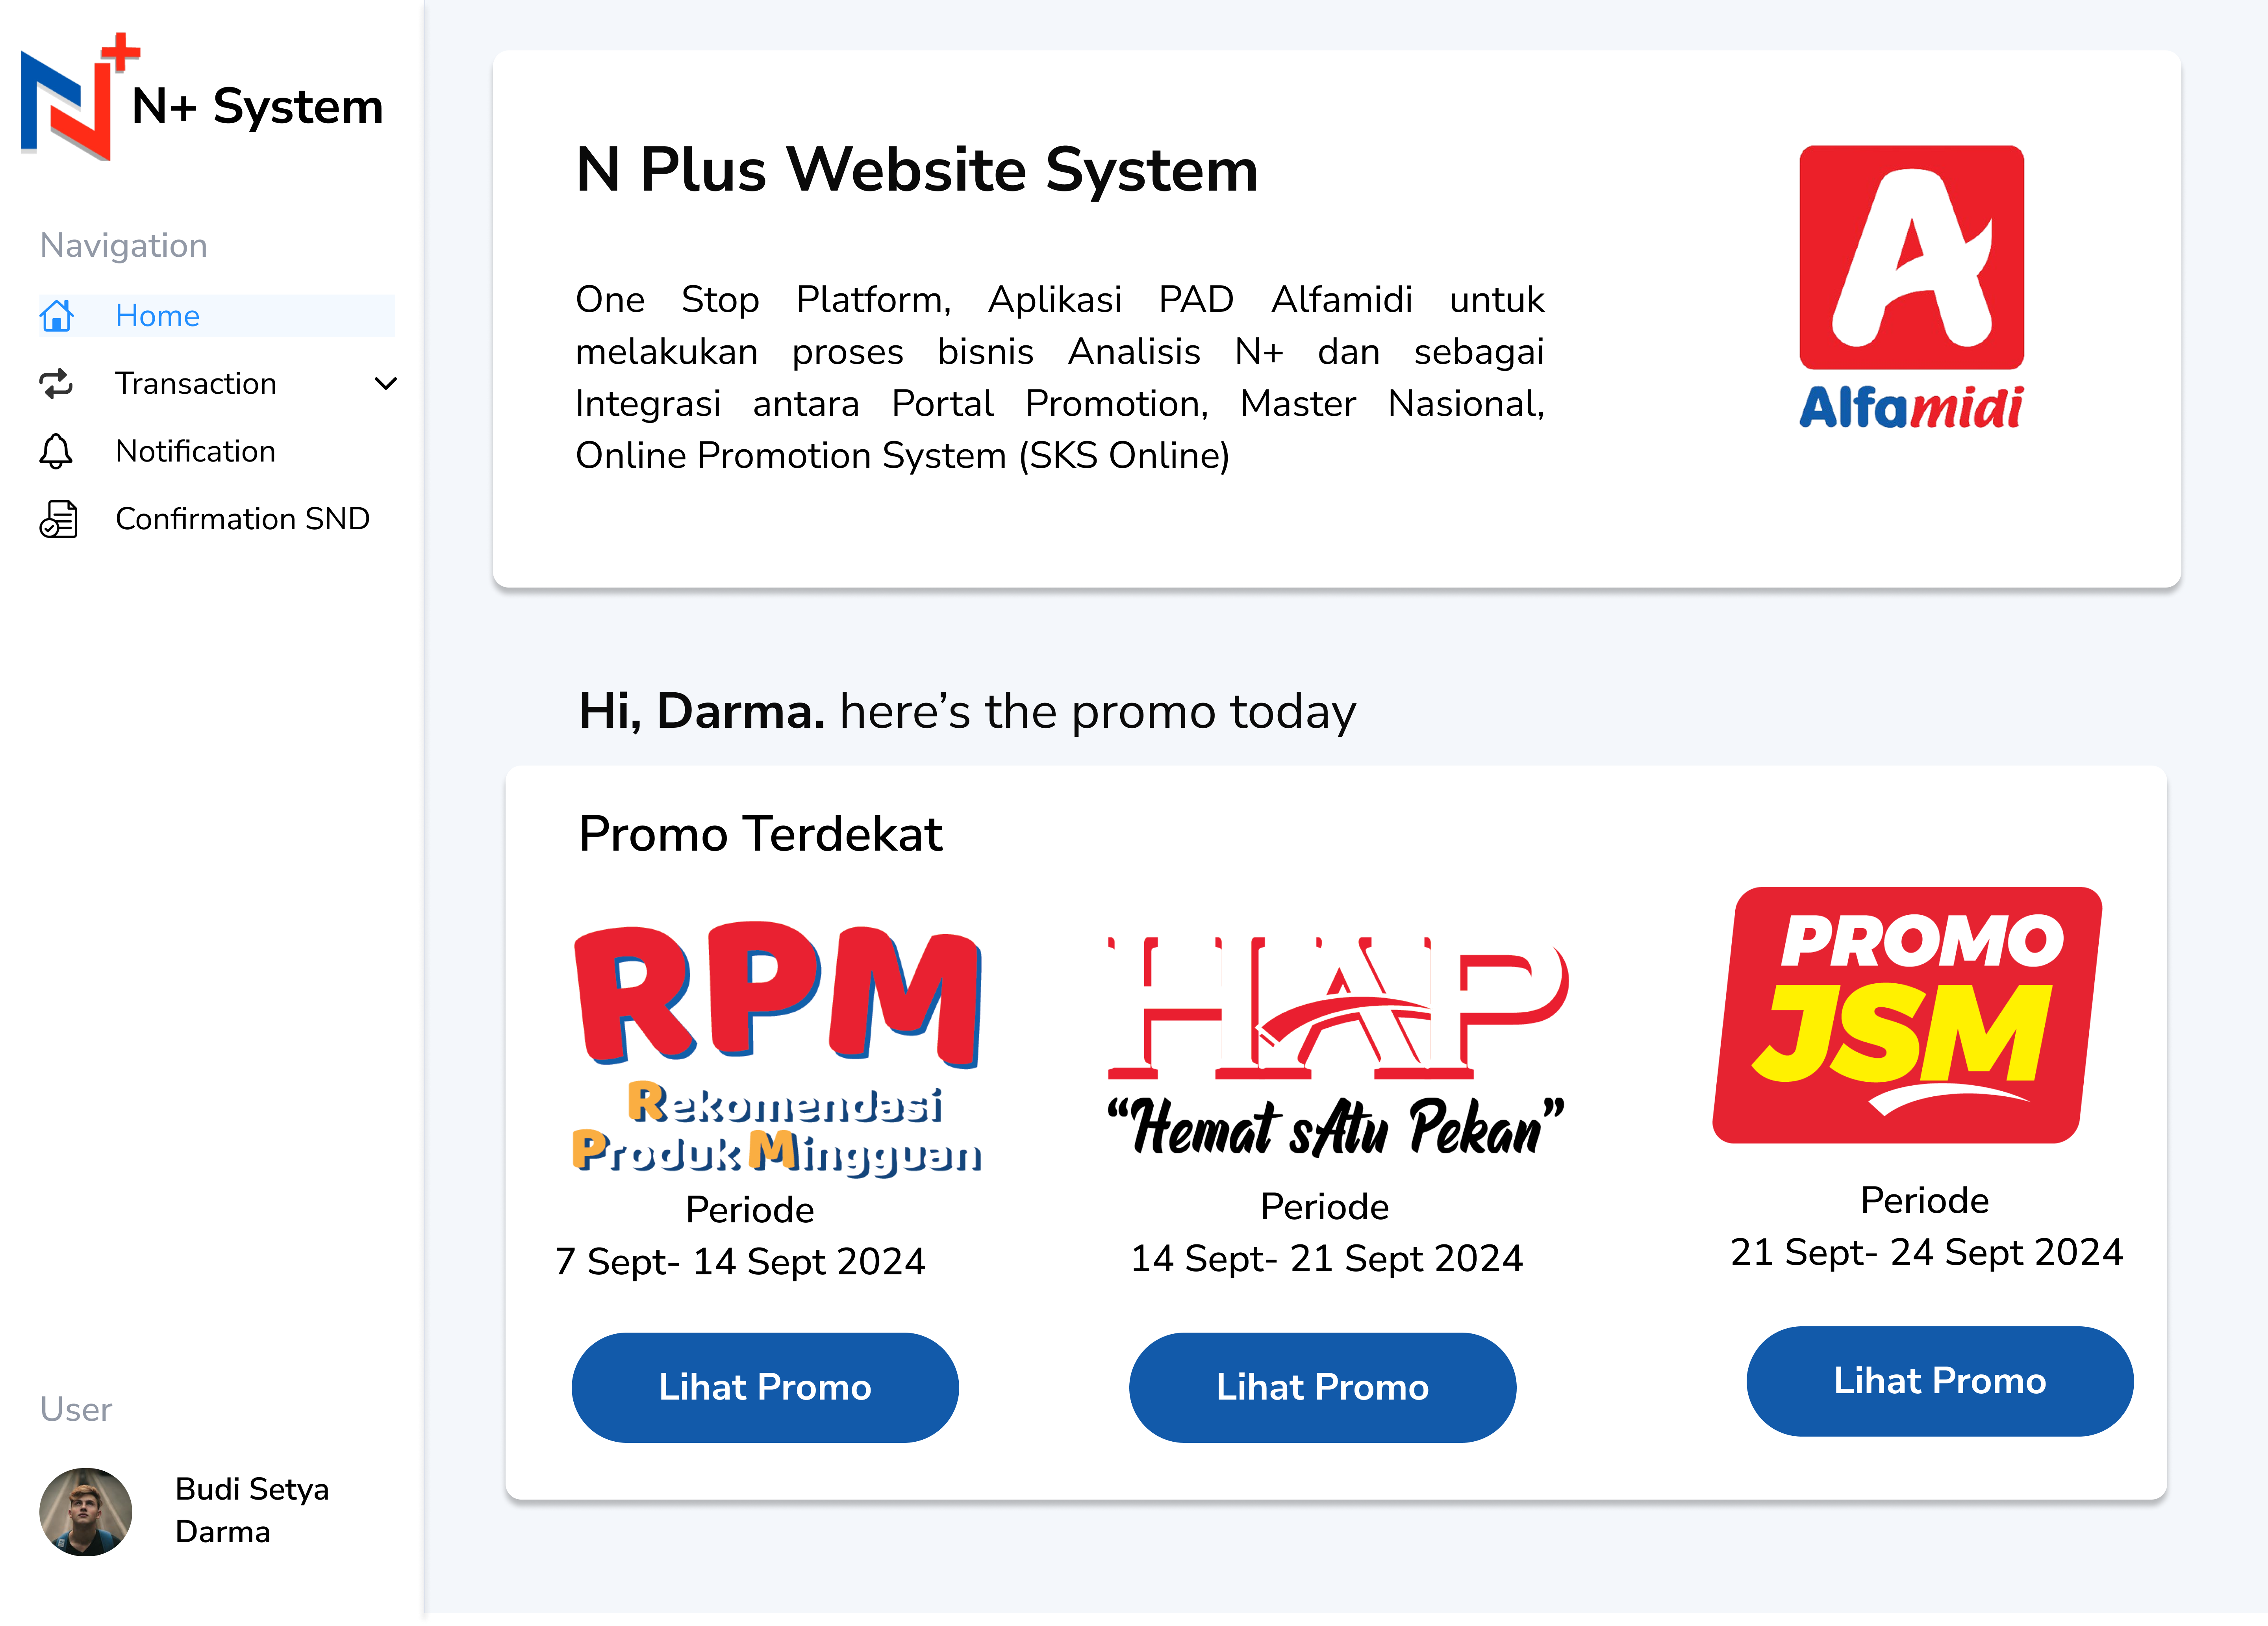 N+ System
Navigation
Home
Transaction
Notification
Confirmation SND
User
Budi Setya
Darma
N Plus Website System
One Stop Platform, Aplikasi PAD Alfamidi untuk
melakukan proses bisnis Analisis N+ dan sebagai
Integrasi antara Portal Promotion, Master Nasional,
Online Promotion System (SKS Online)
A
Alfamidi
Hi, Darma. here’s the promo today
Promo Terdekat
RPM
Rekomendasi
Produk Mingguan
Periode
7 Sept- 14 Sept 2024
Lihat Promo
HAP
“Hemat sAtu Pekan”
Periode
14 Sept- 21 Sept 2024
Lihat Promo
PROMO
JSM
Periode
21 Sept- 24 Sept 2024
Lihat Promo